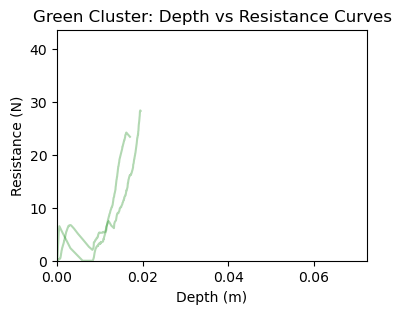 Green Cluster: Depth vs Resistance Curves
40
30
20
10
0
Resistance (N)
0.00 0.02 0.04 0.06
Depth (m)